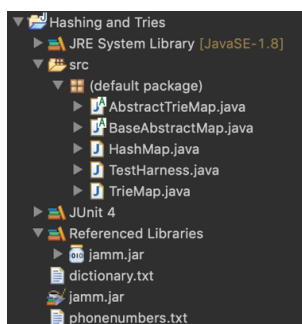 Hashing and Tries
JRE System Library [JavaSE-1.8]
src
(default package)
AbstractTrieMap.java
BaseAbstractMap.java
HashMap.java
TestHarness.java
TrieMap.java
JUnit 4
Referenced Libraries
jamm.jar
dictionary.txt
jamm.jar
phonenumbers.txt